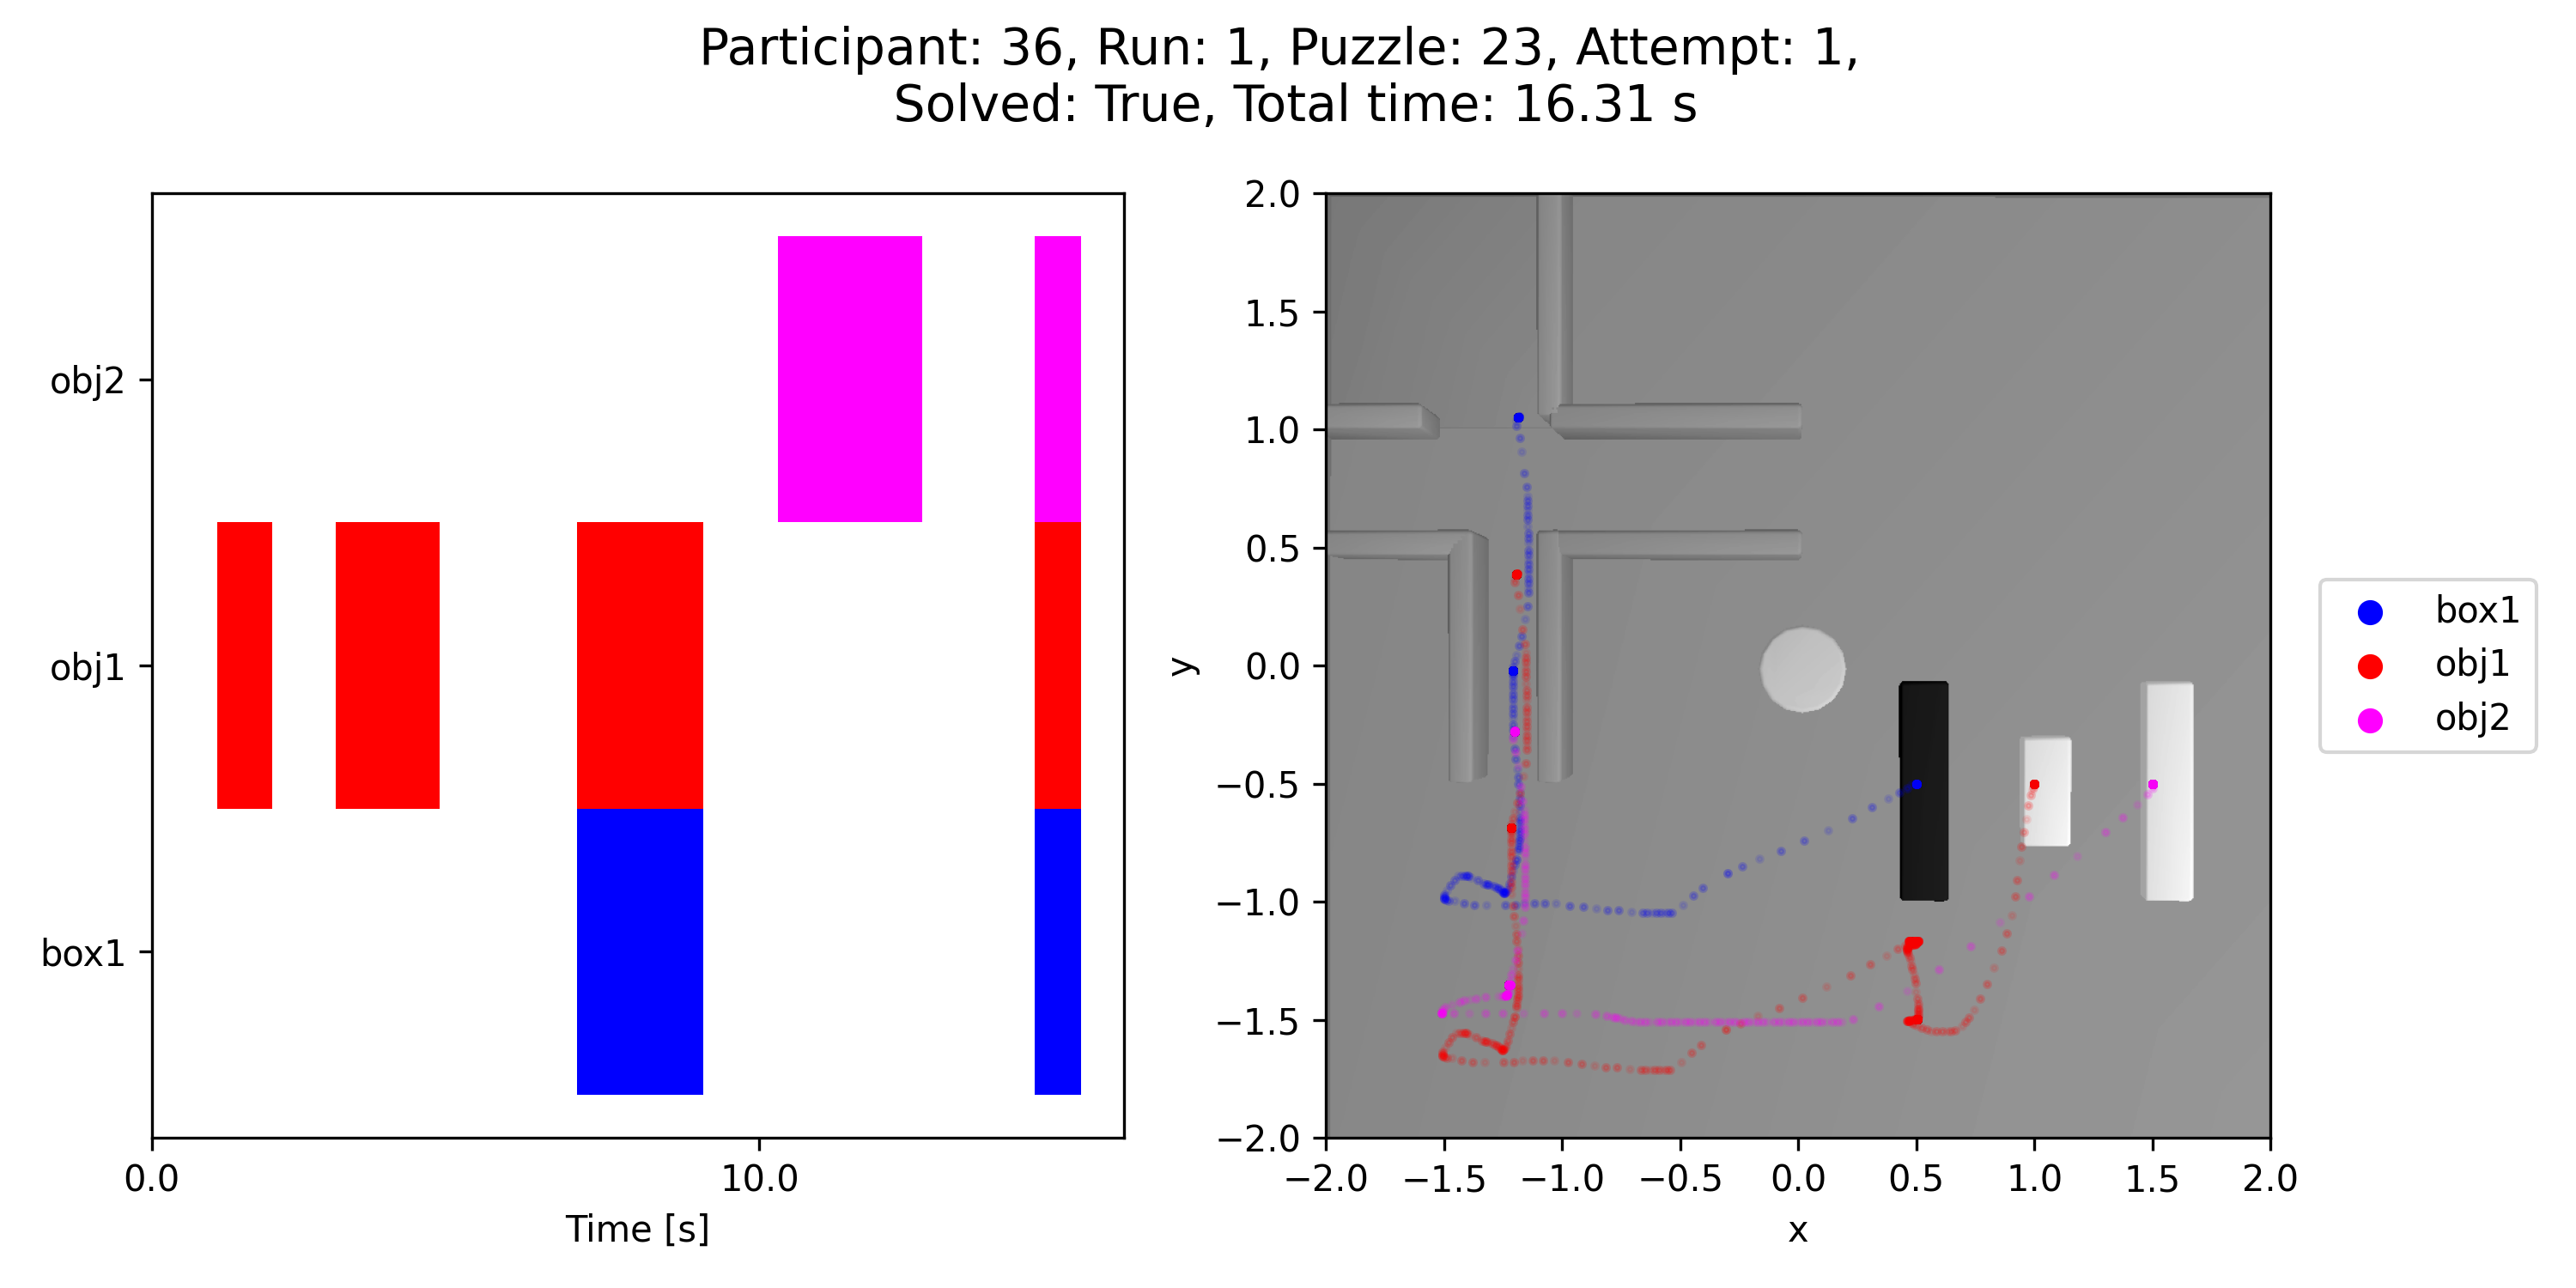 Participant: 36, Run: 1, Puzzle: 23, Attempt: 1,
Solved: True, Total time: 16.31 s
obj2
obj1
box1
0.0
10.0
Time [s]
2.0
1.5
1.0
0.5
0.0
−0.5
−1.0
−1.5
−2.0
y
−2.0
−1.5
−1.0
−0.5
0.0
0.5
1.0
1.5
2.0
x
box1
obj1
obj2